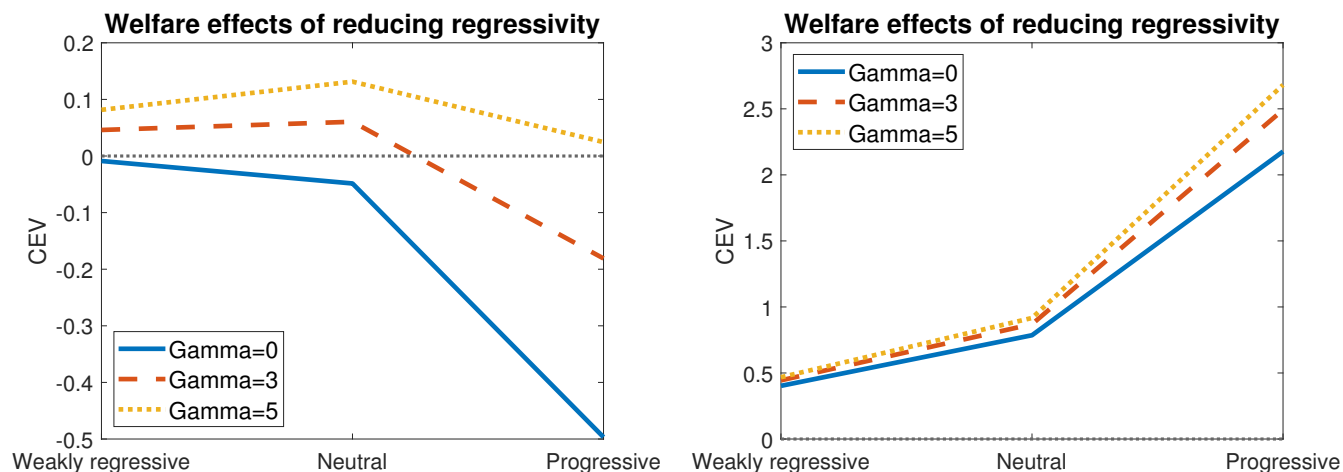 Welfare effects of reducing regressivity
0.2
0.1
0
-0.1
-0.2
-0.3
-0.4
-0.5
CEV
Gamma=0
Gamma=3
Gamma=5
Weakly regressive
Neutral
Progressive
Welfare effects of reducing regressivity
3
2.5
2
1.5
1
0.5
0
CEV
Gamma=0
Gamma=3
Gamma=5
Weakly regressive
Neutral
Progressive